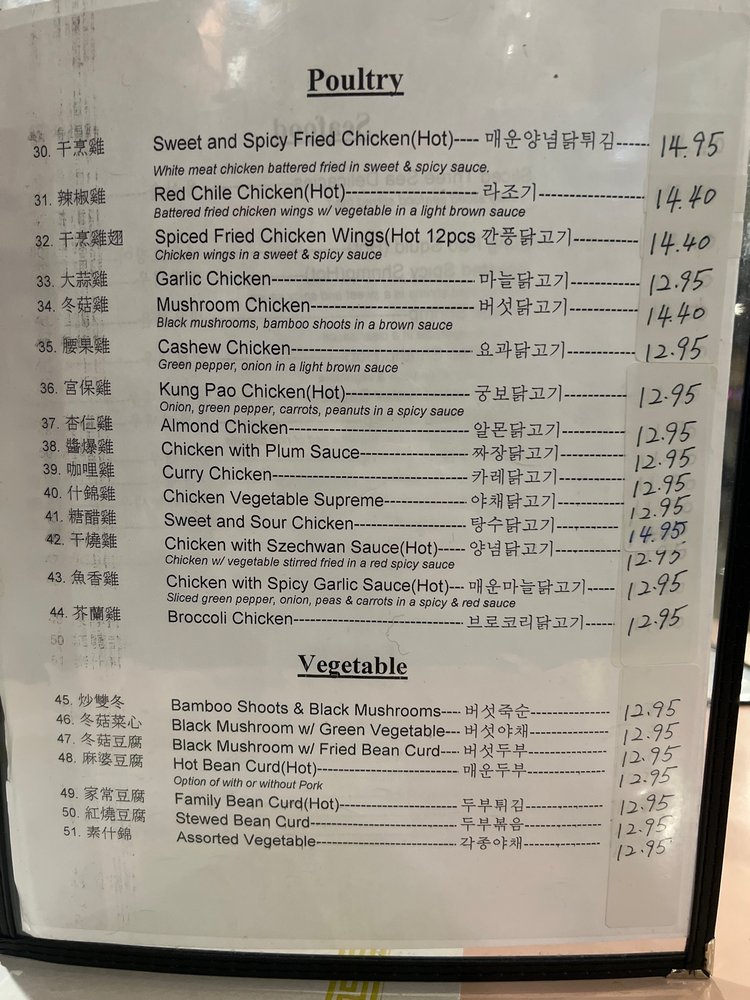 Poultry
30. 干烹雞 Sweet and Spicy Fried Chicken(Hot)---- 매운양념닭튀김------ 14.95
White meat chicken battered fried in sweet & spicy sauce.
31. 辣椒雞 Red Chile Chicken(Hot)------------------ 라조기---------------- 14.40
Battered fried chicken wings w/ vegetable in a light brown sauce
32. 干烹雞翅 Spiced Fried Chicken Wings(Hot 12pcs 깐풍닭고기----------- 14.40
Chicken wings in a sweet & spicy sauce
33. 大蒜雞 Garlic Chicken---------------------------- 마늘닭고기----------- 12.95
34. 冬菇雞 Mushroom Chicken---------------------- 버섯닭고기----------- 14.40
Black mushrooms, bamboo shoots in a brown sauce
35. 腰果雞 Cashew Chicken------------------------- 요과닭고기----------- 12.95
Green pepper, onion in a light brown sauce
36. 宮保雞 Kung Pao Chicken(Hot)----------------- 궁보닭고기----------- 12.95
Onion, green pepper, carrots, peanuts in a spicy sauce
37. 杏仁雞 Almond Chicken------------------------- 알몬닭고기----------- 12.95
38. 醬爆雞 Chicken with Plum Sauce--------------- 짜장닭고기----------- 12.95
39. 咖哩雞 Curry Chicken--------------------------- 카레닭고기----------- 12.95
40. 什錦雞 Chicken Vegetable Supreme----------- 야채닭고기----------- 12.95
41. 糖醋雞 Sweet and Sour Chicken---------------- 탕수닭고기----------- 14.95
42. 干燒雞 Chicken with Szechwan Sauce(Hot)----- 양념닭고기----------- 12.95
Chicken w/ vegetable stirred fried in a red spicy sauce
43. 魚香雞 Chicken with Spicy Garlic Sauce(Hot)--- 매운마늘닭고기----- 12.95
Sliced green pepper, onion, peas & carrots in a spicy & red sauce
44. 芥蘭雞 Broccoli Chicken------------------------ 브로코리닭고기----- 12.95
Vegetable
45. 炒雙冬 Bamboo Shoots & Black Mushrooms---- 버섯죽순------------- 12.95
46. 冬菇菜心 Black Mushroom w/ Green Vegetable--- 버섯야채------------- 12.95
47. 冬菇豆腐 Black Mushroom w/ Fried Bean Curd--- 버섯두부------------- 12.95
48. 麻婆豆腐 Hot Bean Curd(Hot)-------------------- 매운두부------------- 12.95
Option of with or without Pork
49. 家常豆腐 Family Bean Curd(Hot)----------------- 두부튀김------------- 12.95
50. 紅燒豆腐 Stewed Bean Curd--------------------- 두부볶음------------- 12.95
51. 素什錦 Assorted Vegetable-------------------- 각종야채------------- 12.95